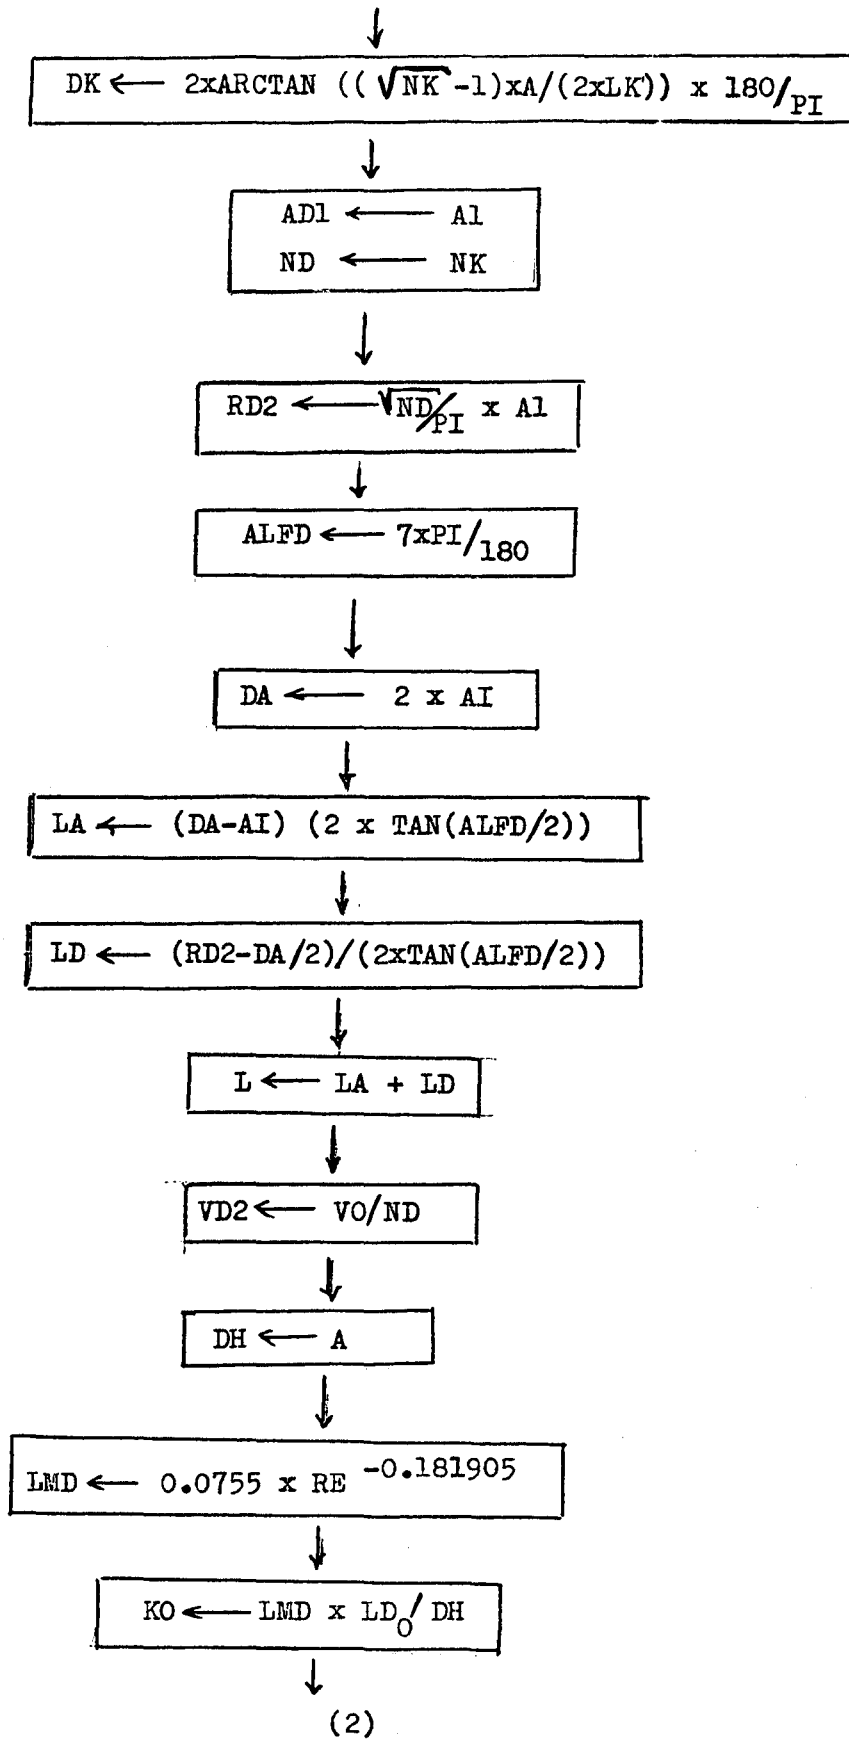 DK ← 2xARCTAN ((√NK -1)xA/(2xLK)) x 180/PI
AD1 ← A1
ND ← NK
RD2 ← √ND/PI x A1
ALFD ← 7xPI/180
DA ← 2 x AI
LA ← (DA-AI) (2 x TAN(ALFD/2))
LD ← (RD2-DA/2)/(2xTAN(ALFD/2))
L ← LA + LD
VD2 ← VO/ND
DH ← A
LMD ← 0.0755 x RE -0.181905
KO ← LMD x LDO/DH
(2)